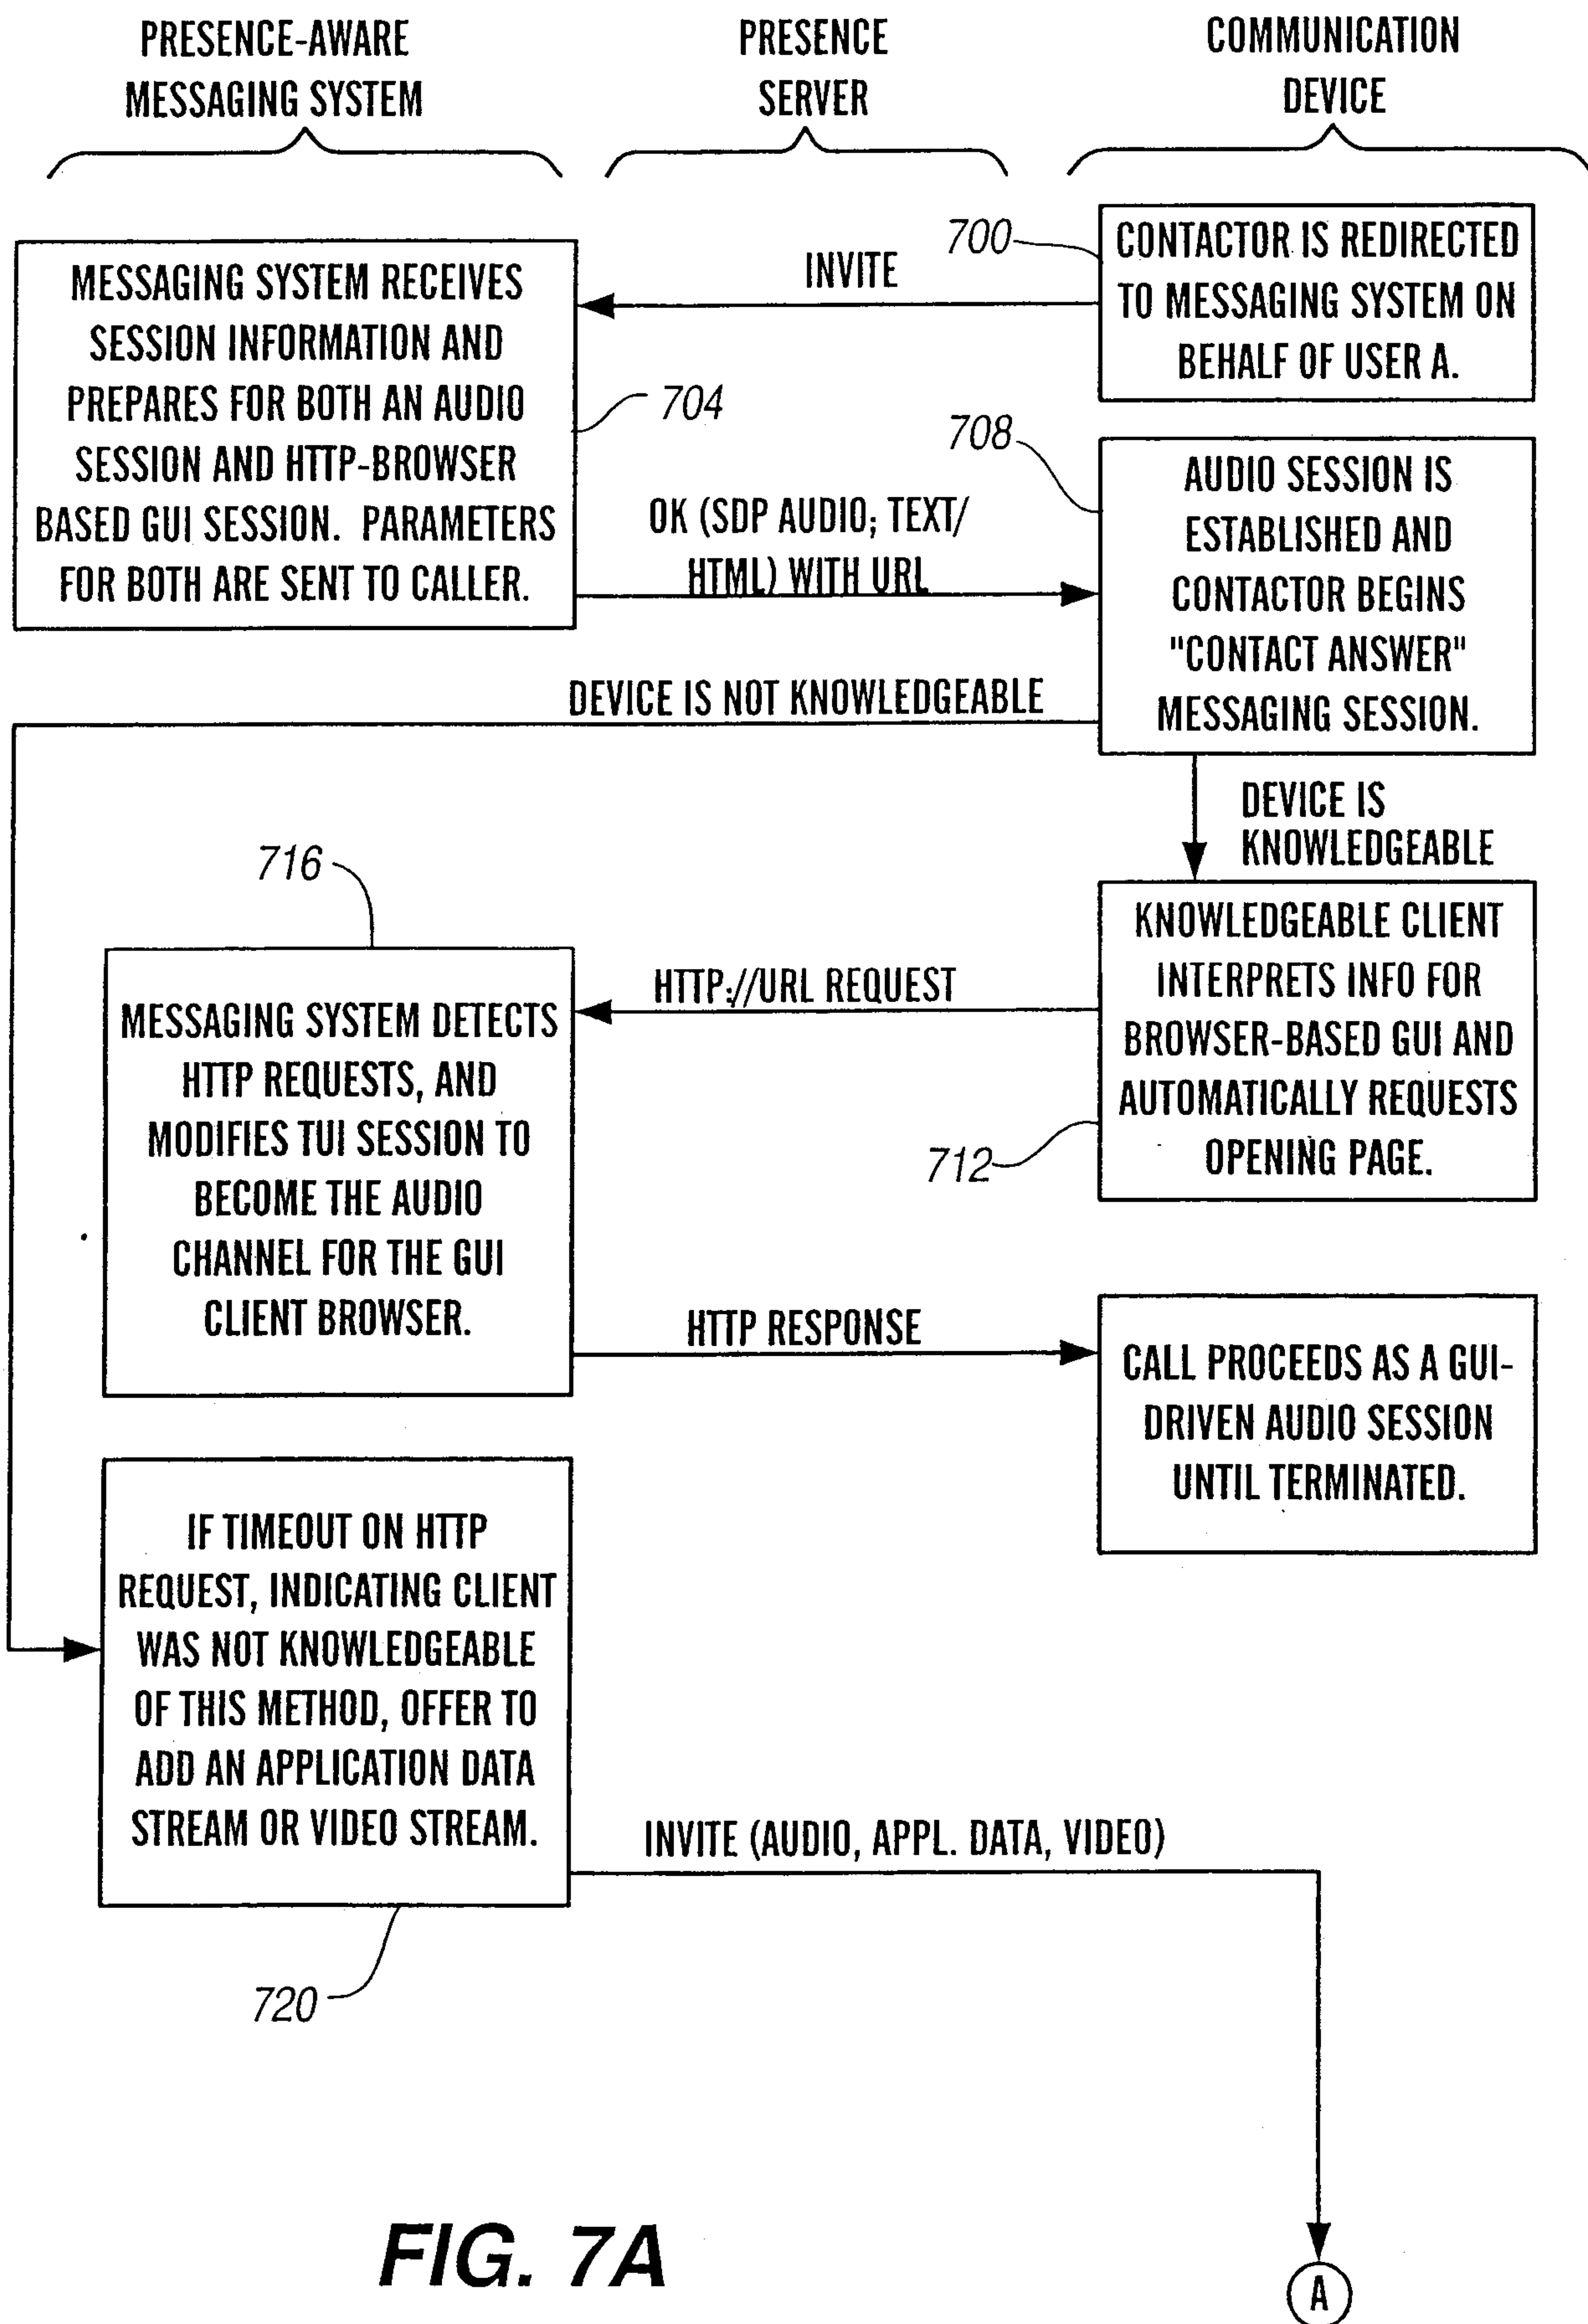 PRESENCE-AWARE
MESSAGING SYSTEM
PRESENCE
SERVER
COMMUNICATION
DEVICE
700
CONTACTOR IS REDIRECTED
TO MESSAGING SYSTEM ON
BEHALF OF USER A.
INVITE
MESSAGING SYSTEM RECEIVES
SESSION INFORMATION AND
PREPARES FOR BOTH AN AUDIO
SESSION AND HTTP-BROWSER
BASED GUI SESSION. PARAMETERS
FOR BOTH ARE SENT TO CALLER.
704
708
OK (SDP AUDIO; TEXT/
HTML) WITH URL
AUDIO SESSION IS
ESTABLISHED AND
CONTACTOR BEGINS
"CONTACT ANSWER"
MESSAGING SESSION.
DEVICE IS NOT KNOWLEDGEABLE
DEVICE IS
KNOWLEDGEABLE
716
KNOWLEDGEABLE CLIENT
INTERPRETS INFO FOR
BROWSER-BASED GUI AND
AUTOMATICALLY REQUESTS
OPENING PAGE.
712
HTTP://URL REQUEST
MESSAGING SYSTEM DETECTS
HTTP REQUESTS, AND
MODIFIES TUI SESSION TO
BECOME THE AUDIO
CHANNEL FOR THE GUI
CLIENT BROWSER.
HTTP RESPONSE
CALL PROCEEDS AS A GUI-
DRIVEN AUDIO SESSION
UNTIL TERMINATED.
IF TIMEOUT ON HTTP
REQUEST, INDICATING CLIENT
WAS NOT KNOWLEDGEABLE
OF THIS METHOD, OFFER TO
ADD AN APPLICATION DATA
STREAM OR VIDEO STREAM.
720
INVITE (AUDIO, APPL. DATA, VIDEO)
A
FIG. 7A